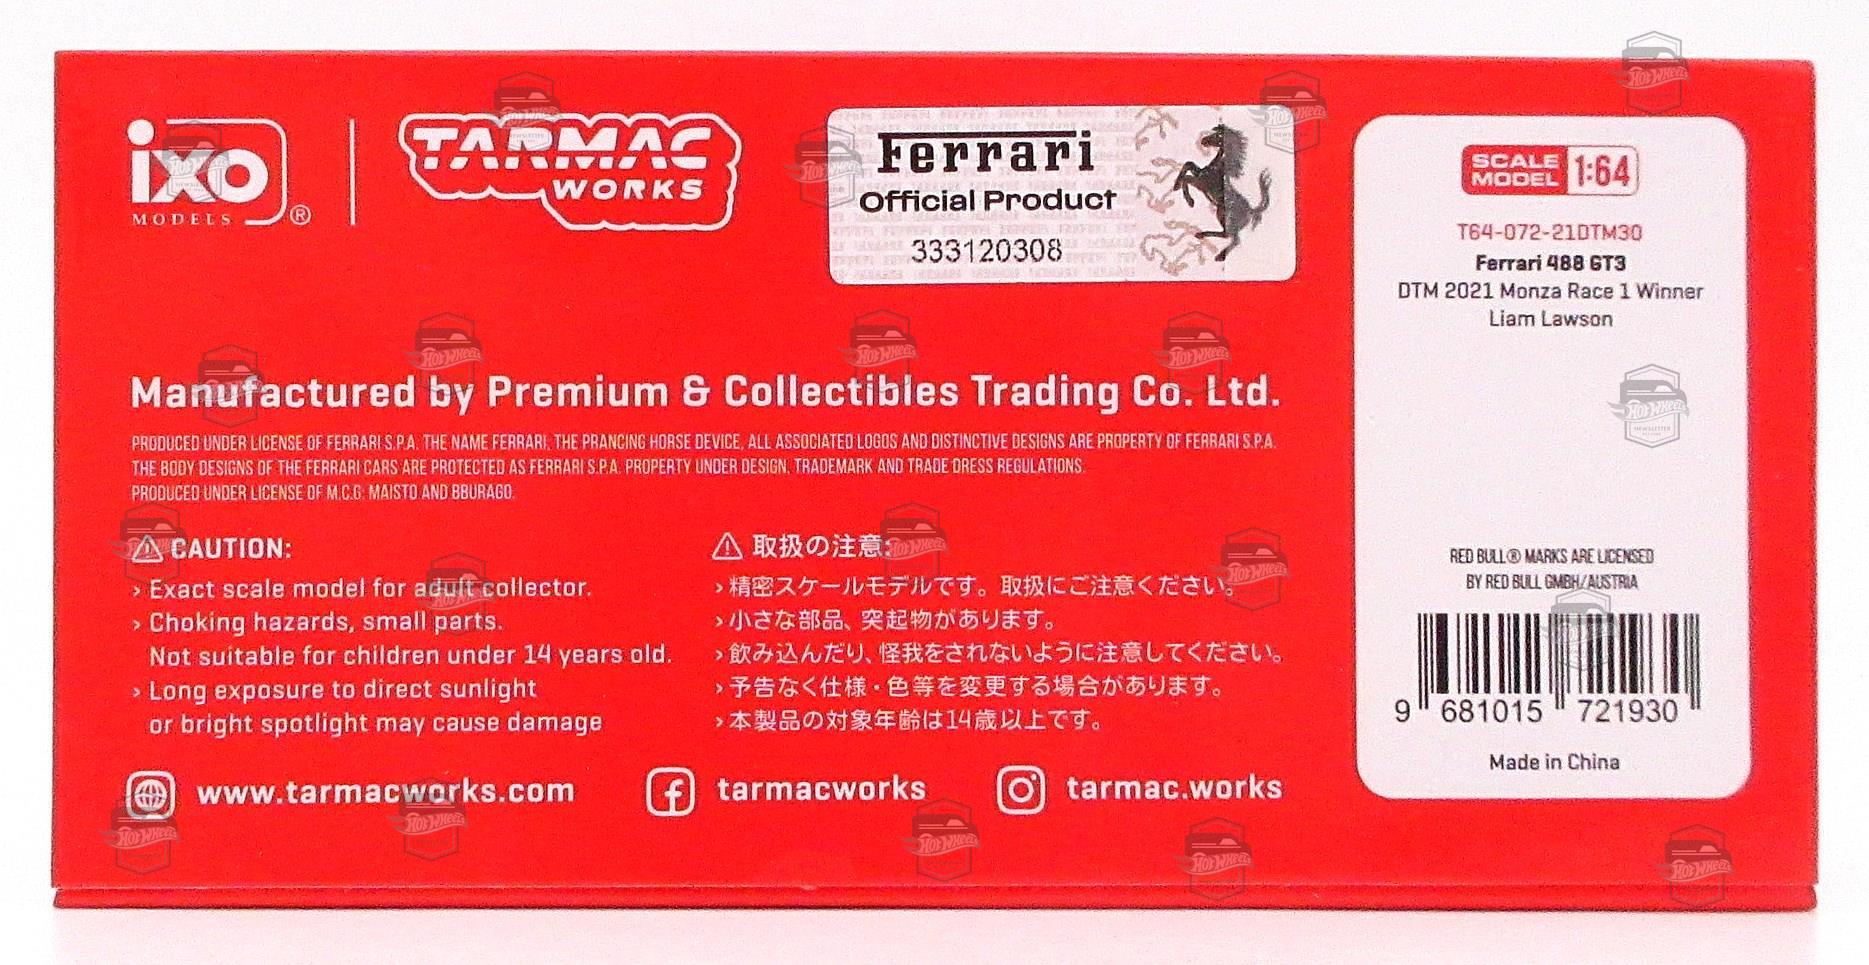 ixo
MODELS ®
TARMAC
WORKS
Ferrari
Official Product
333120308
SCALE
MODEL 1:64
T64-072-21DTM30
Ferrari 488 GT3
DTM 2021 Monza Race 1 Winner
Liam Lawson
Manufactured by Premium & Collectibles Trading Co. Ltd.
PRODUCED UNDER LICENSE OF FERRARI S.P.A. THE NAME FERRARI, THE PRANCING HORSE DEVICE, ALL ASSOCIATED LOGOS AND DISTINCTIVE DESIGNS ARE PROPERTY OF FERRARI S.P.A.
THE BODY DESIGNS OF THE FERRARI CARS ARE PROTECTED AS FERRARI S.P.A. PROPERTY UNDER DESIGN, TRADEMARK AND TRADE DRESS REGULATIONS.
PRODUCED UNDER LICENSE OF M.C.G. MAISTO AND BBURAGO.
CAUTION:
› Exact scale model for adult collector.
› Choking hazards, small parts.
Not suitable for children under 14 years old.
› Long exposure to direct sunlight
or bright spotlight may cause damage
取扱の注意:
› 精密スケールモデルです。取扱にご注意ください。
› 小さな部品、突起物があります。
› 飲み込んだり、怪我をされないように注意してください。
› 予告なく仕様・色等を変更する場合があります。
› 本製品の対象年齢は14歳以上です。
RED BULL® MARKS ARE LICENSED
BY RED BULL GMBH/AUSTRIA
9 681015 721930
Made in China
www.tarmacworks.com
tarmacworks
tarmac.works
Hot Wheels
NEWSLETTER